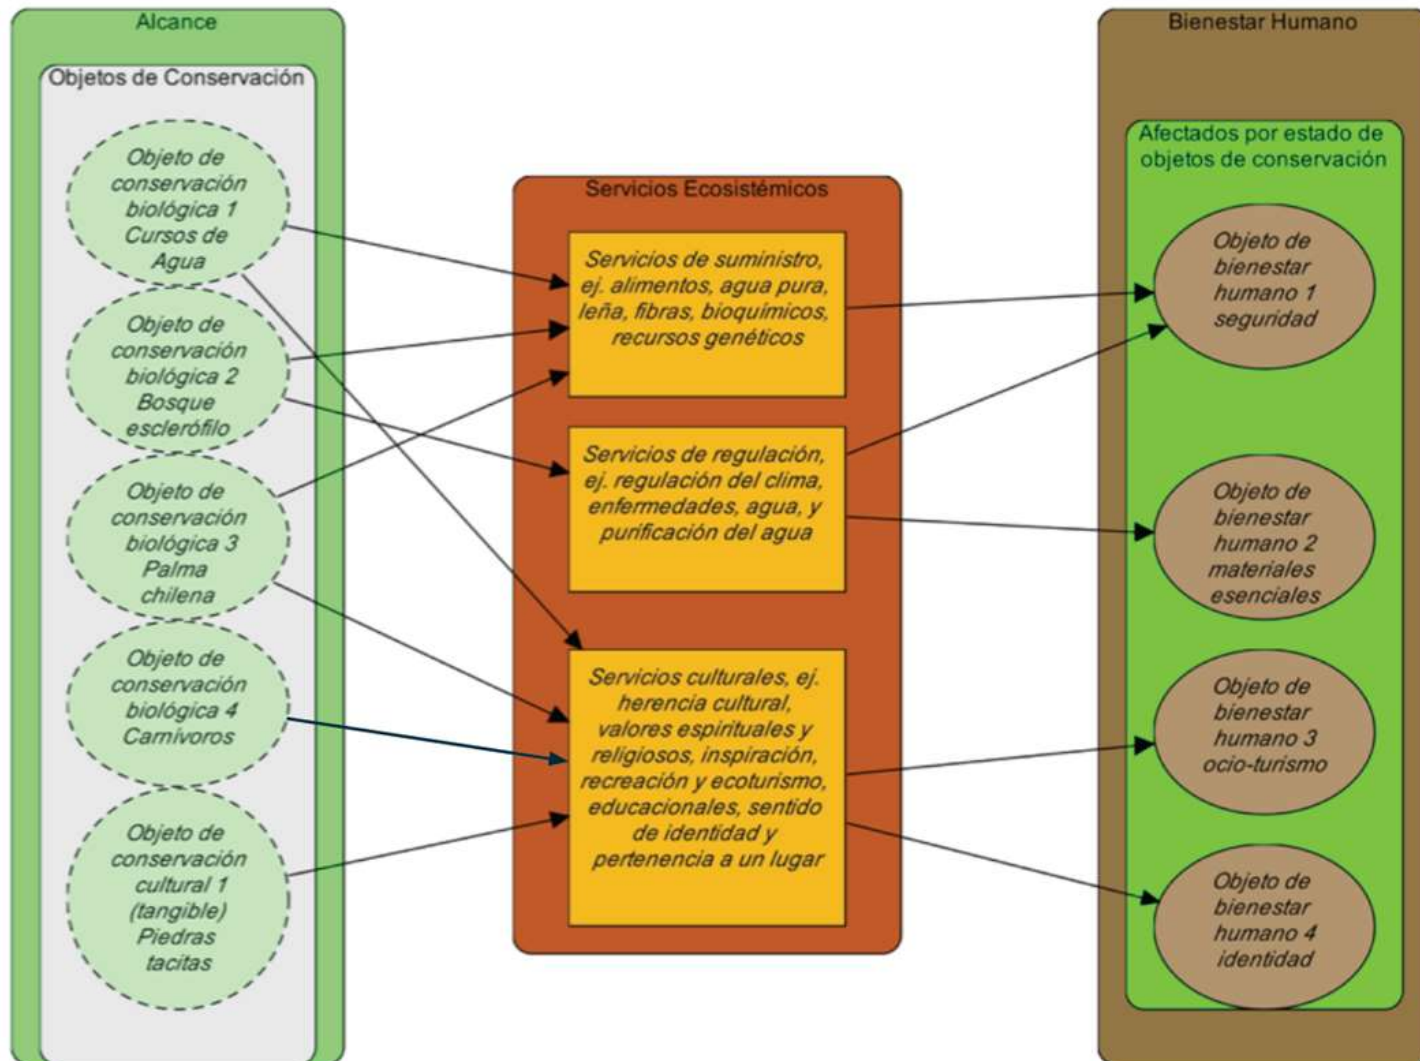 Alcance
Objetos de Conservación
Objeto de
conservación
biológica 1
Cursos de
Agua
Objeto de
conservación
biológica 2
Bosque
esclerófilo
Objeto de
conservación
biológica 3
Palma
chilena
Objeto de
conservación
biológica 4
Carnívoros
Objeto de
conservación
cultural 1
(tangible)
Piedras
tacitas
Servicios Ecosistémicos
Servicios de suministro,
ej. alimentos, agua pura,
leña, fibras, bioquímicos,
recursos genéticos
Servicios de regulación,
ej. regulación del clima,
enfermedades, agua, y
purificación del agua
Servicios culturales, ej.
herencia cultural,
valores espirituales y
religiosos, inspiración,
recreación y ecoturismo,
educacionales, sentido
de identidad y
pertenencia a un lugar
Bienestar Humano
Afectados por estado de
objetos de conservación
Objeto de
bienestar
humano 1
seguridad
Objeto de
bienestar
humano 2
materiales
esenciales
Objeto de
bienestar
humano 3
ocio-turismo
Objeto de
bienestar
humano 4
identidad